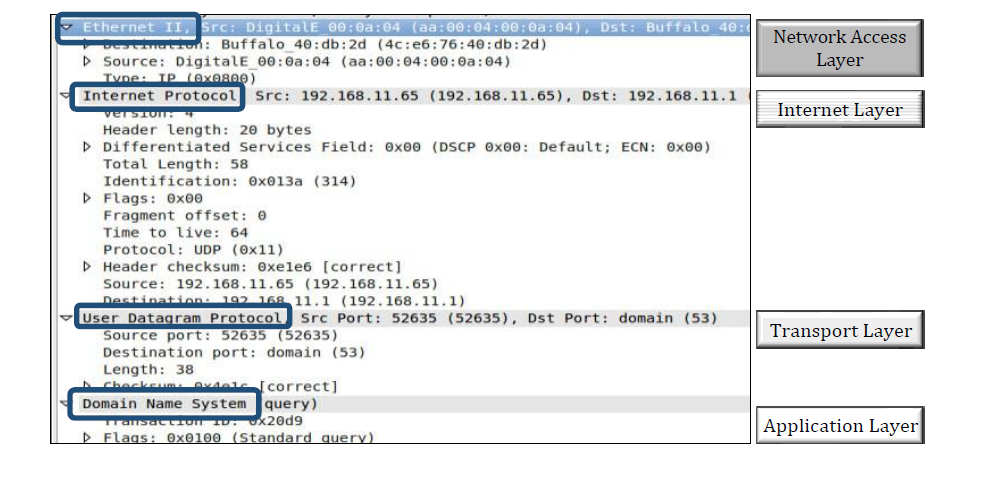 Ethernet II, Src: DigitalE_00:0a:04 (aa:00:04:00:0a:04), Dst: Buffalo_40:
Destination: Buffalo_40:db:2d (4c:e6:76:40:db:2d)
Source: DigitalE_00:0a:04 (aa:00:04:00:0a:04)
Type: IP (0x0800)
Network Access
Layer
Internet Protocol, Src: 192.168.11.65 (192.168.11.65), Dst: 192.168.11.1 (
Internet Layer
Version: 4
Header length: 20 bytes
Differentiated Services Field: 0x00 (DSCP 0x00: Default; ECN: 0x00)
Total Length: 58
Identification: 0x013a (314)
Flags: 0x00
Fragment offset: 0
Time to live: 64
Protocol: UDP (0x11)
Header checksum: 0xe1e6 [correct]
Source: 192.168.11.65 (192.168.11.65)
Destination: 192.168.11.1 (192.168.11.1)
User Datagram Protocol, Src Port: 52635 (52635), Dst Port: domain (53)
Transport Layer
Source port: 52635 (52635)
Destination port: domain (53)
Length: 38
Checksum: 0x4e1c [correct]
Domain Name System (query)
Transaction ID: 0x20d9
Flags: 0x0100 (Standard query)
Application Layer